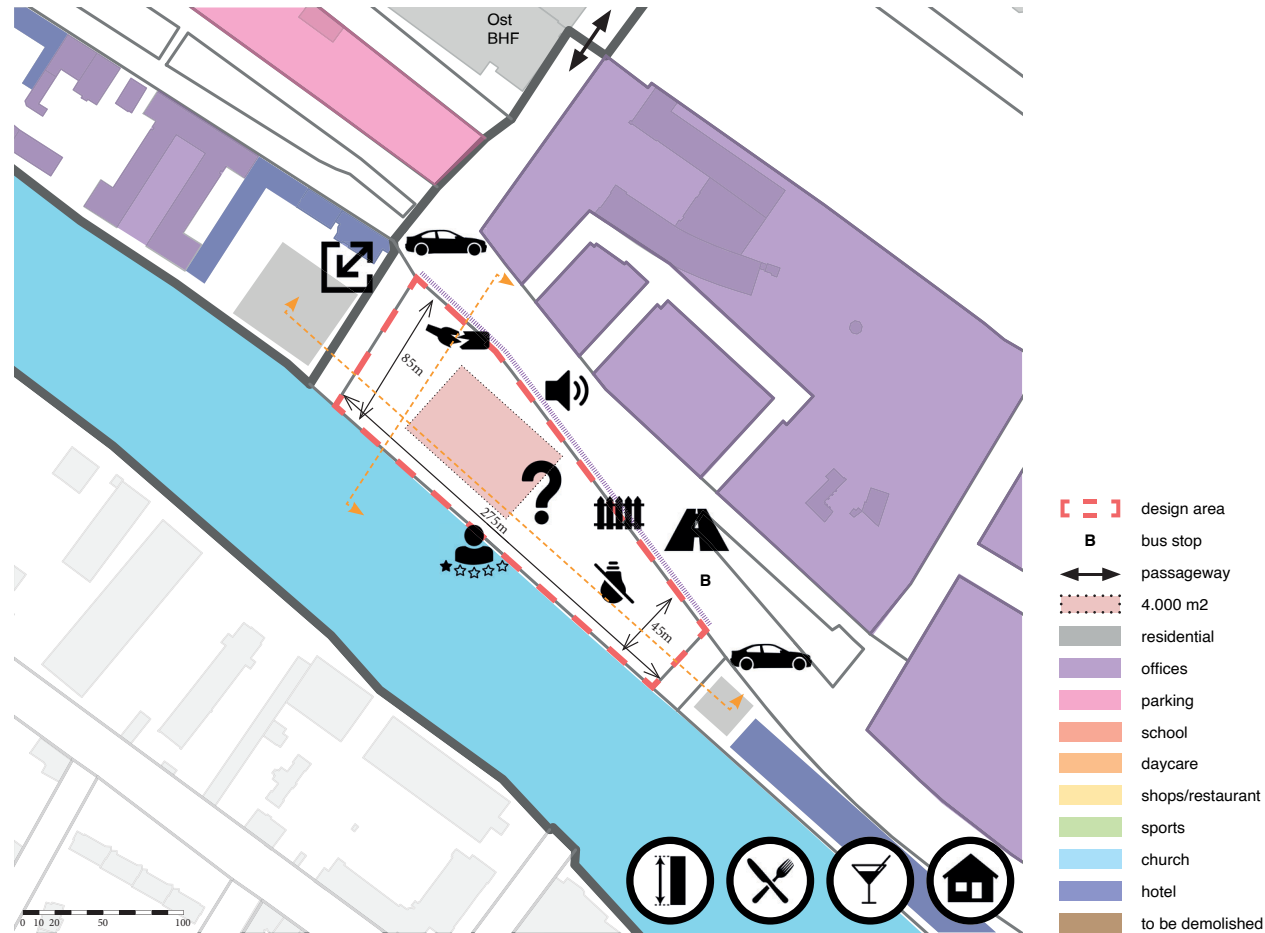 Ost
BHF
85m
275m
B
45m
0 10 20 50 100
design area
B bus stop
passageway
4.000 m2
residential
offices
parking
school
daycare
shops/restaurant
sports
church
hotel
to be demolished